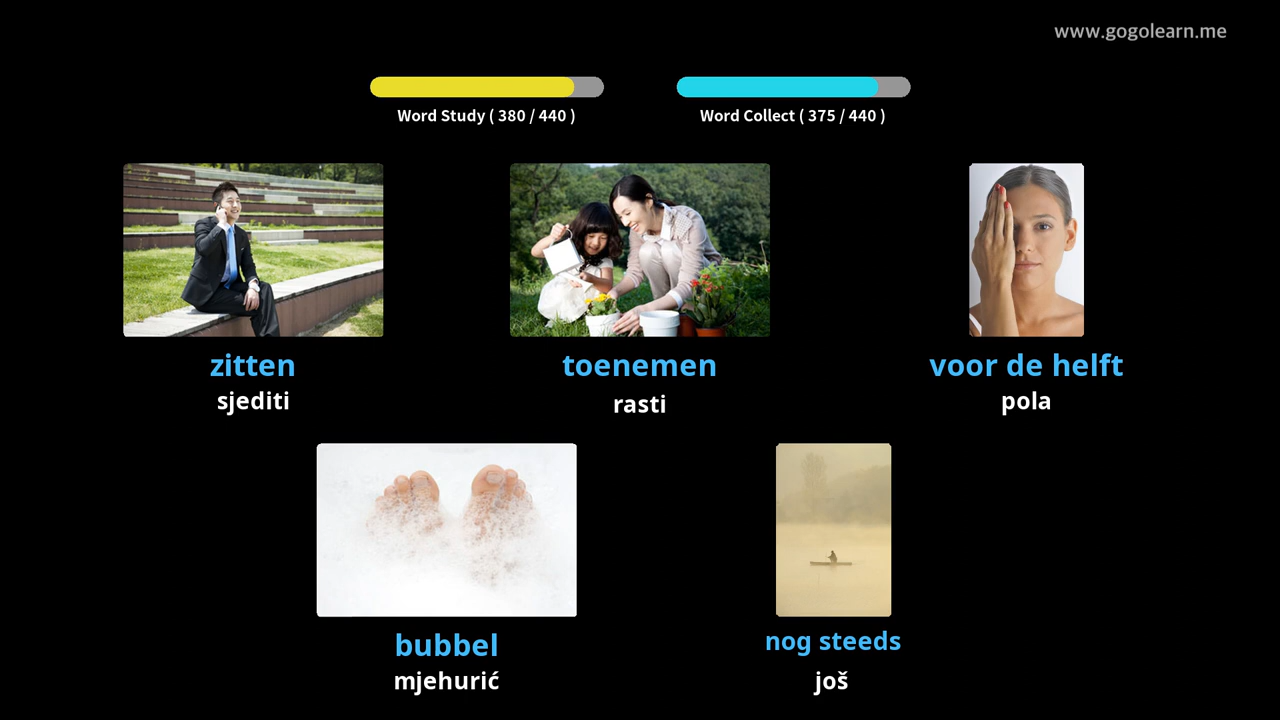 www.gogolearn.me
Word Study ( 380 / 440 )
Word Collect ( 375 / 440 )
zitten
sjediti
toenemen
rasti
voor de helft
pola
bubbel
mjehurić
nog steeds
još